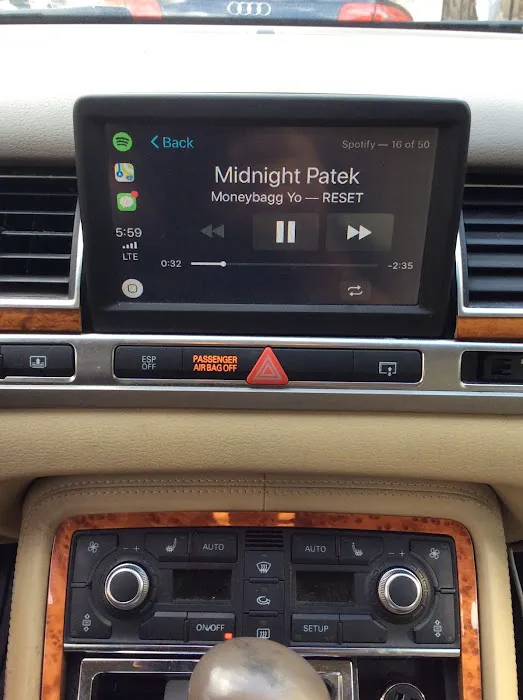 Back
Spotify — 16 of 50
Midnight Patek
Moneybagg Yo — RESET
5:59
LTE
0:32
-2:35
ESP
OFF
PASSENGER
AIR BAG OFF
AUTO
AUTO
ON/OFF
SETUP